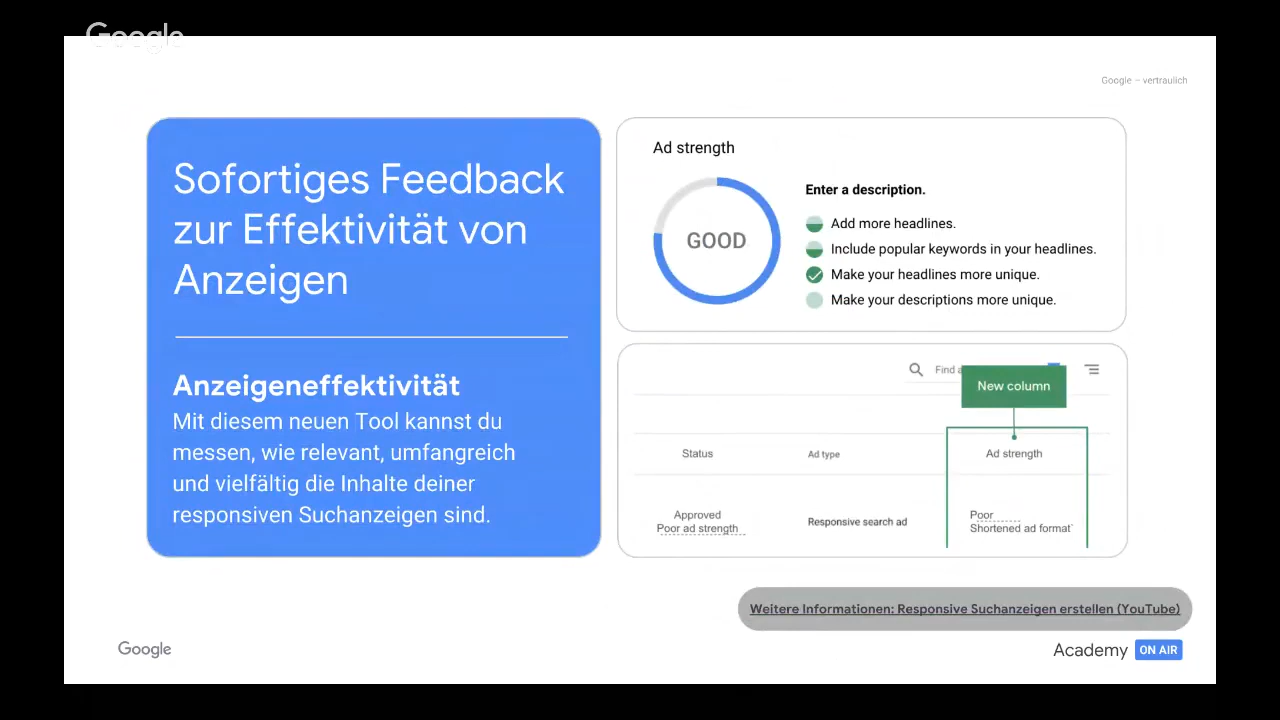 Google
Google – vertraulich
Sofortiges Feedback
zur Effektivität von
Anzeigen
Anzeigeneffektivität
Mit diesem neuen Tool kannst du
messen, wie relevant, umfangreich
und vielfältig die Inhalte deiner
responsiven Suchanzeigen sind.
Ad strength
GOOD
Enter a description.
Add more headlines.
Include popular keywords in your headlines.
Make your headlines more unique.
Make your descriptions more unique.
Find a
New column
Status
Ad type
Ad strength
Approved
Poor ad strength
Responsive search ad
Poor
Shortened ad format
Weitere Informationen: Responsive Suchanzeigen erstellen (YouTube)
Google
Academy ON AIR